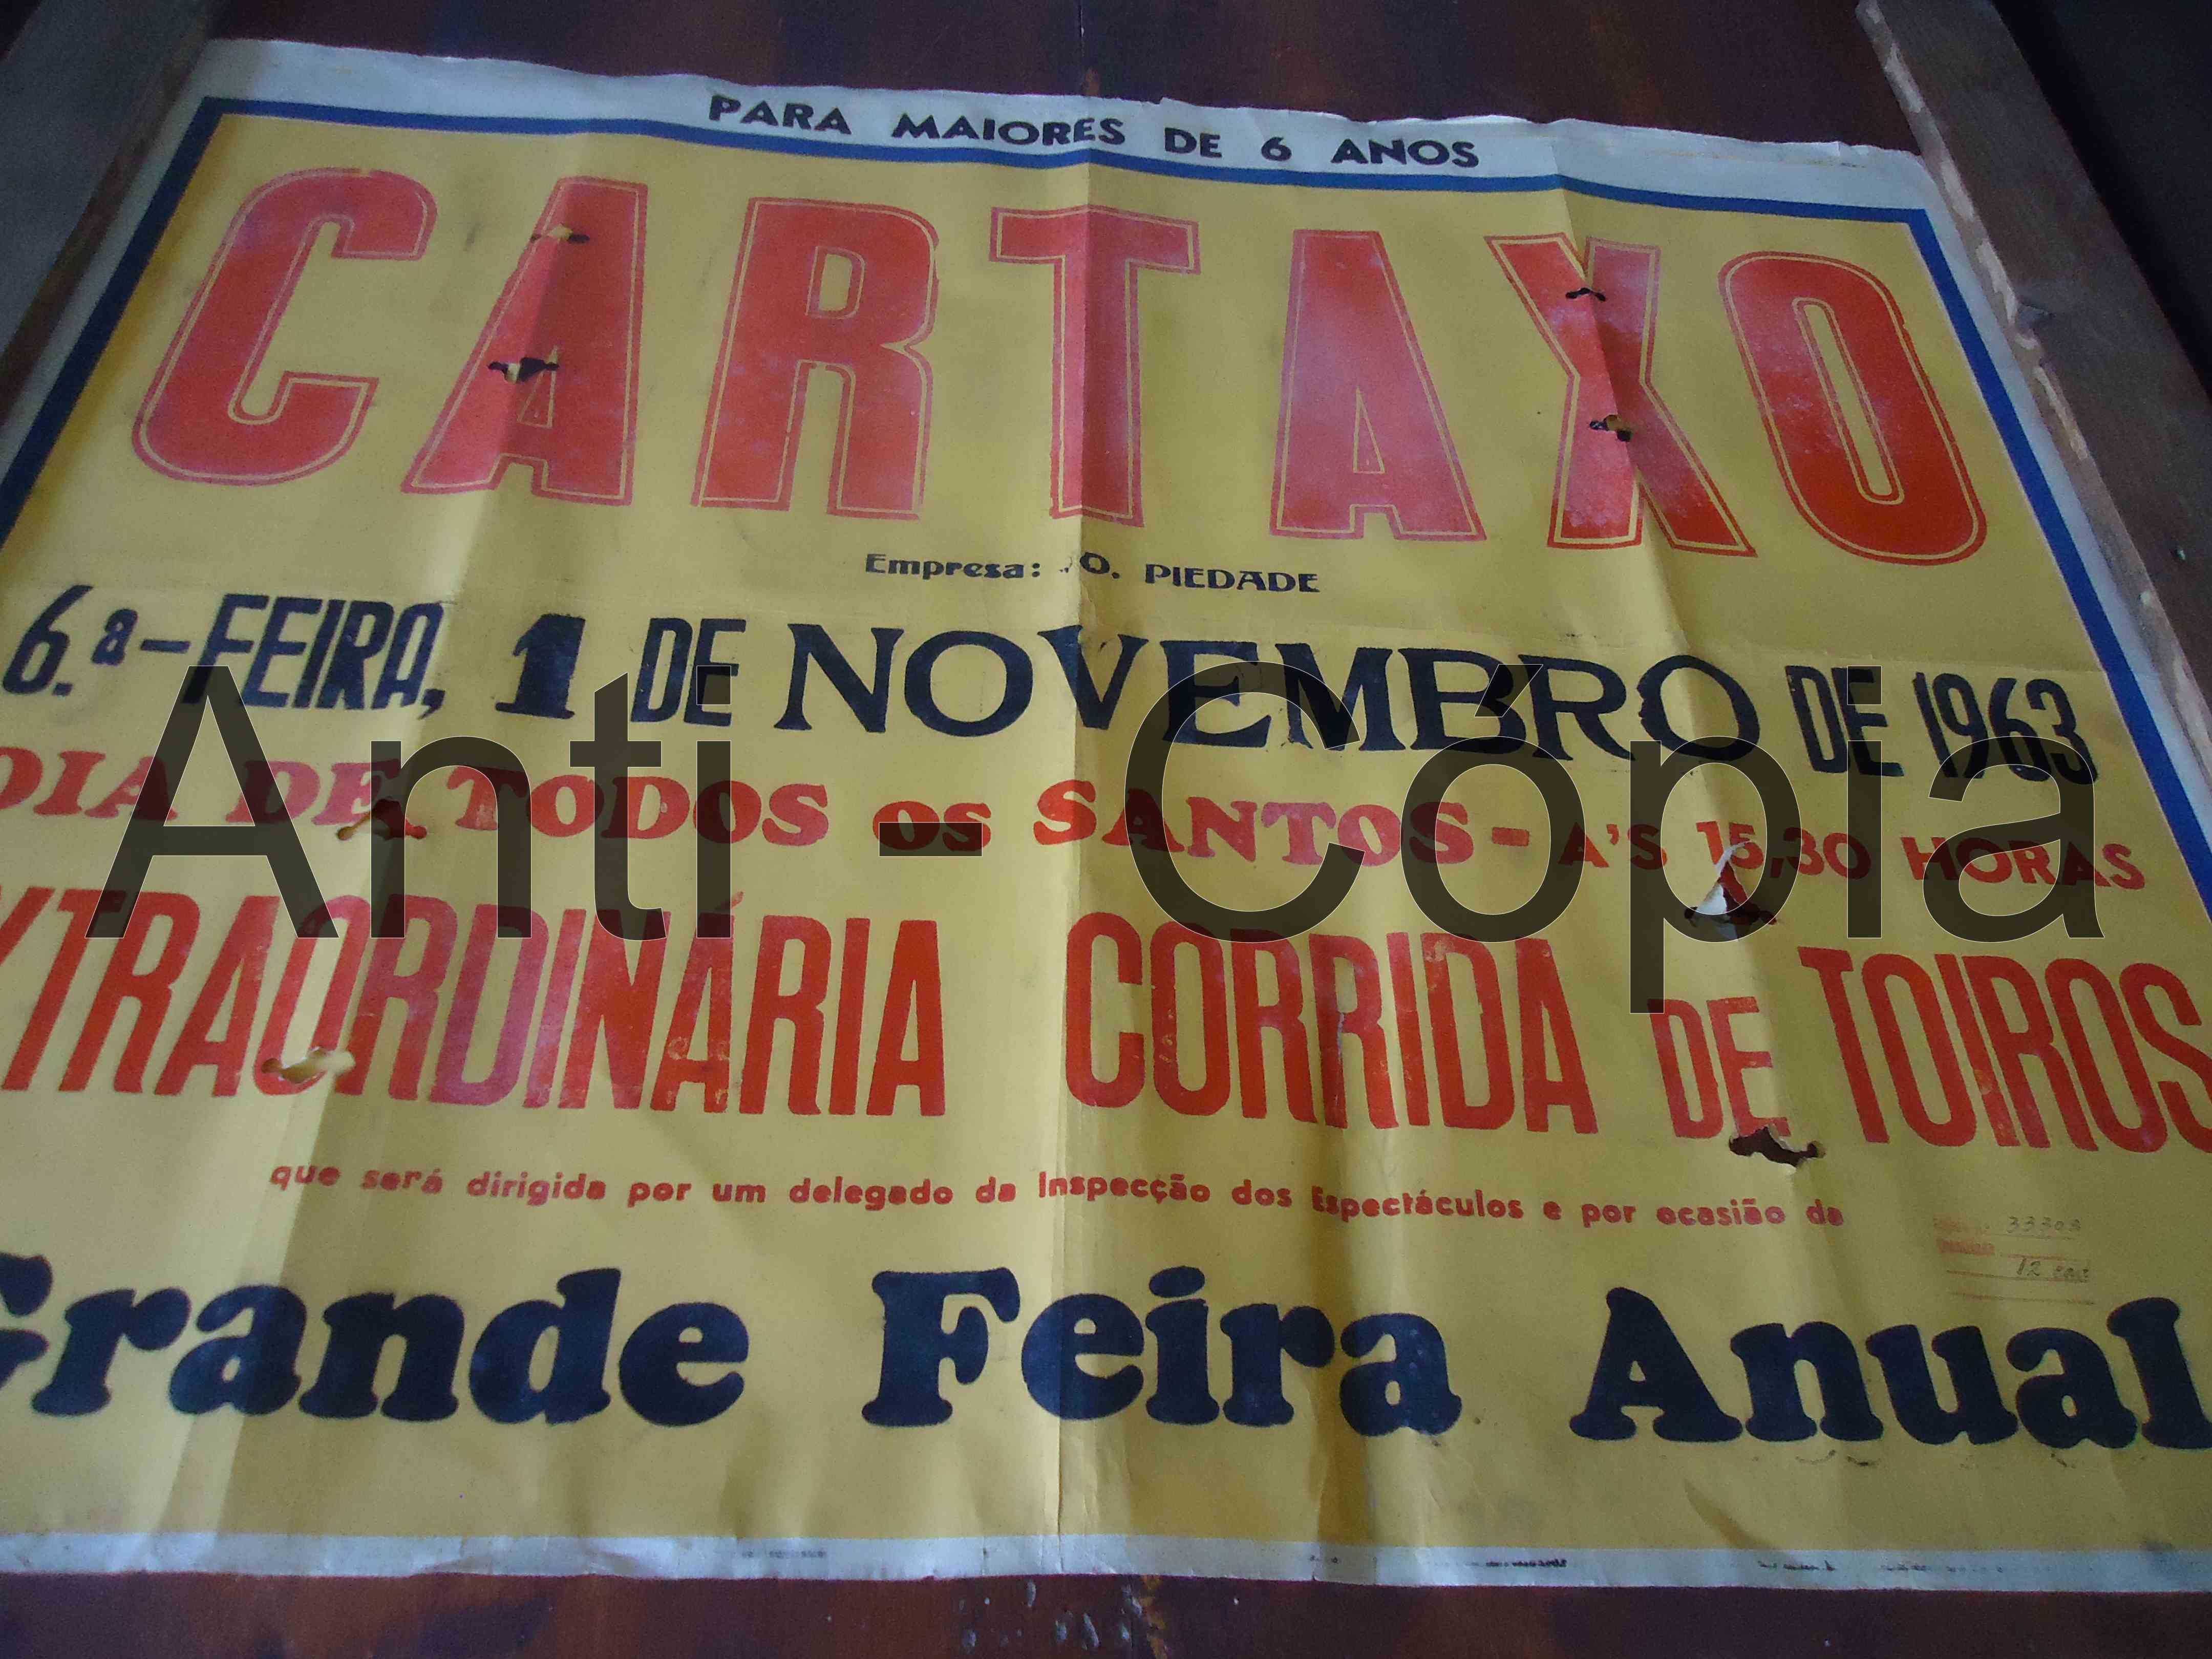 PARA MAIORES DE 6 ANOS
CARTAXO
Empresa: O. PIEDADE
6.ª-FEIRA, 1 DE NOVEMBRO DE 1963
DIA DE TODOS OS SANTOS - A'S 15,30 HORAS
XTRAORDINÁRIA CORRIDA DE TOIROS
que será dirigida por um delegado da Inspecção dos Espectáculos e por ocasião da
Grande Feira Anual
Anti - Cópia